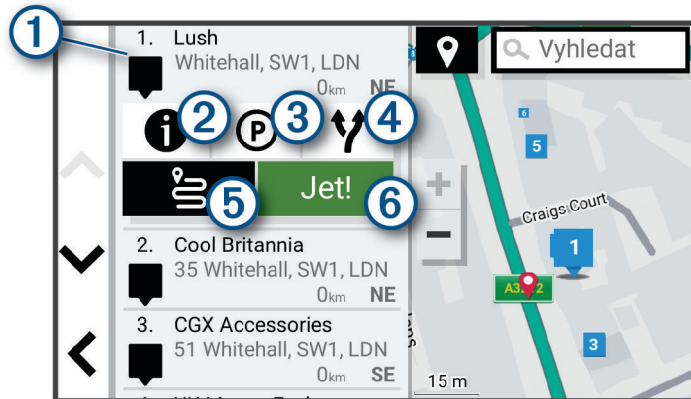 1
1. Lush
Whitehall, SW1, LDN
0km NE
2
3
4
P
5
Jet!
6
2. Cool Britannia
35 Whitehall, SW1, LDN
0km NE
3. CGX Accessories
51 Whitehall, SW1, LDN
0km SE
Vyhledat
6
5
Craigs Court
1
3
15 m